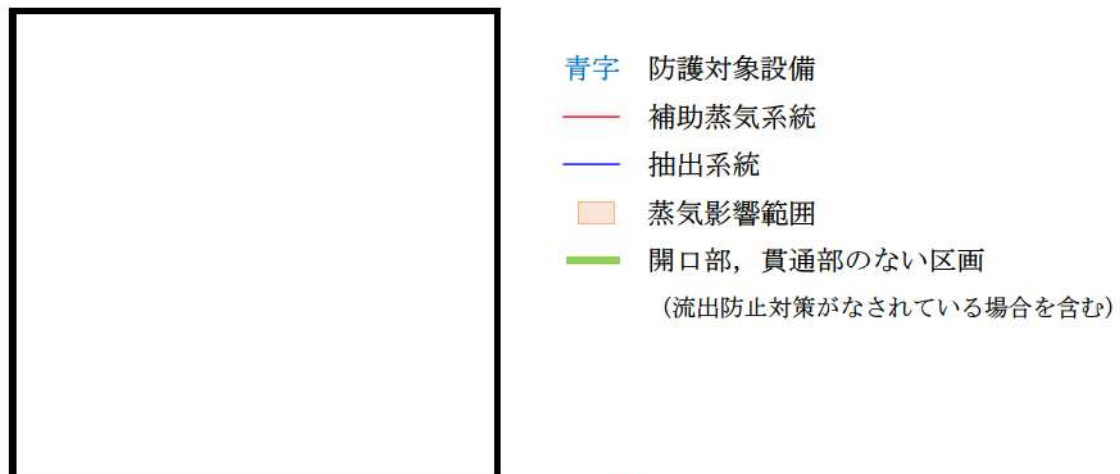 青字 防護対象設備
補助蒸気系統
抽出系統
蒸気影響範囲
開口部，貫通部のない区画
（流出防止対策がなされている場合を含む）